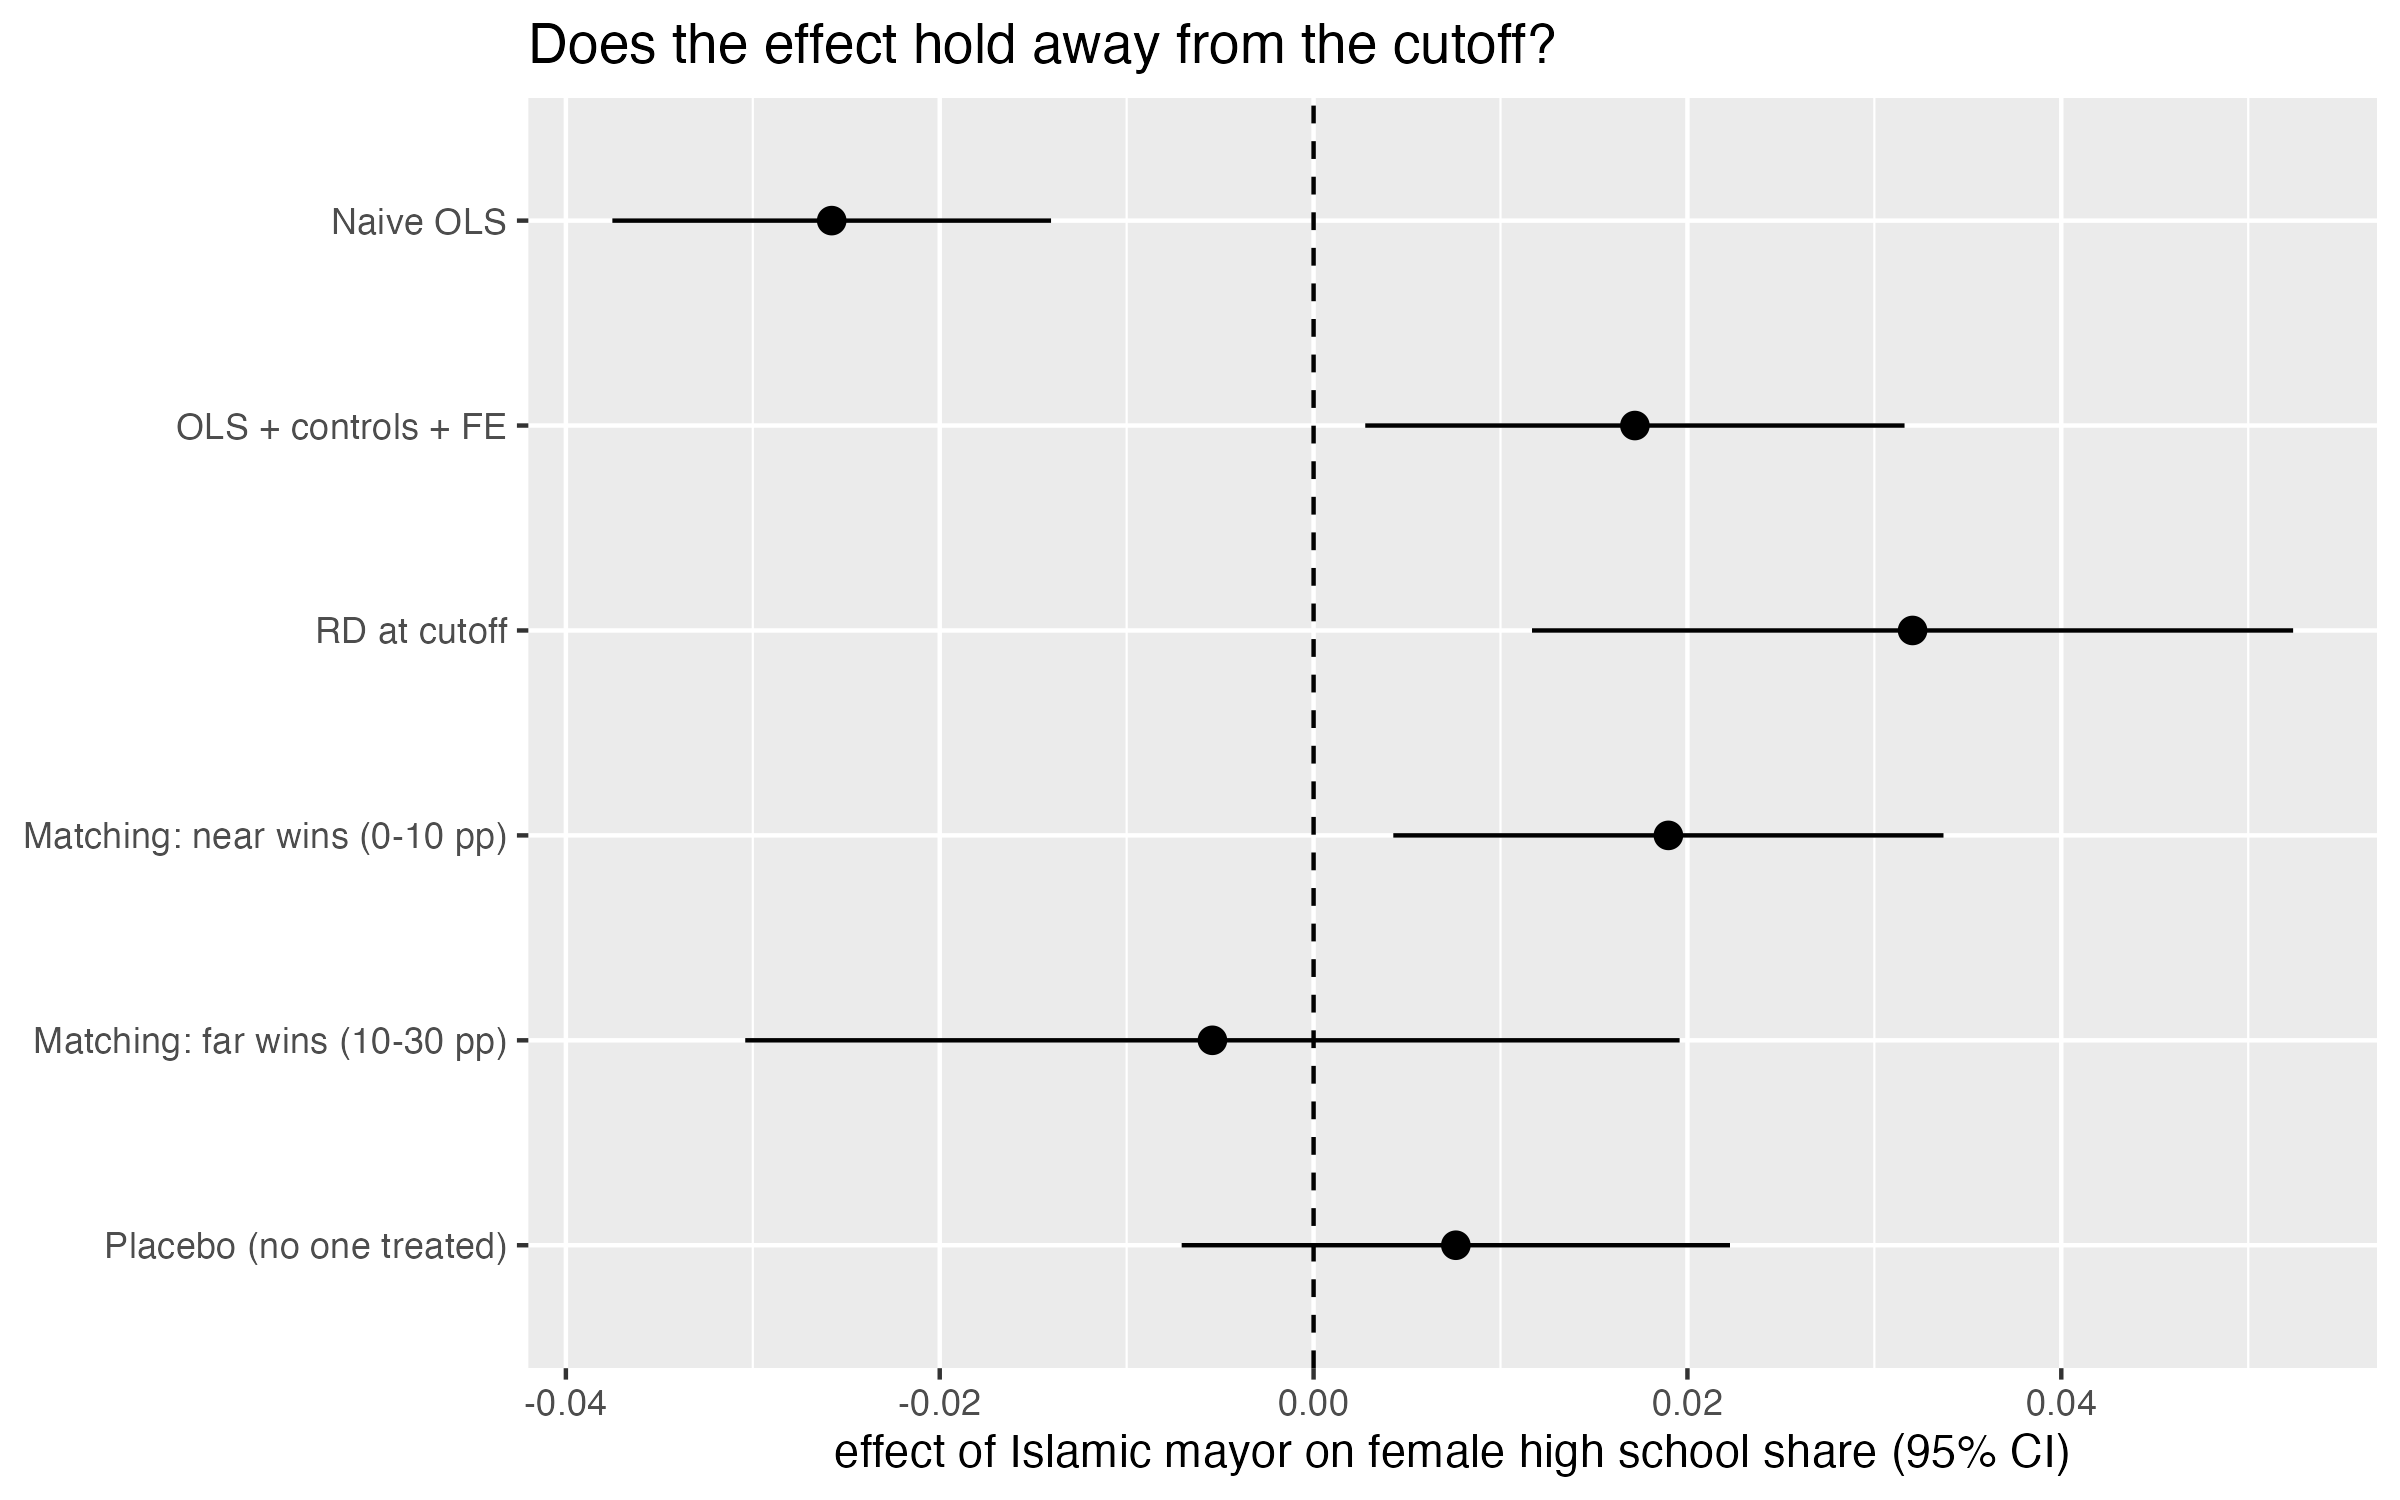 Does the effect hold away from the cutoff?
Naive OLS
OLS + controls + FE
RD at cutoff
Matching: near wins (0-10 pp)
Matching: far wins (10-30 pp)
Placebo (no one treated)
-0.04 -0.02 0.00 0.02 0.04
effect of Islamic mayor on female high school share (95% CI)